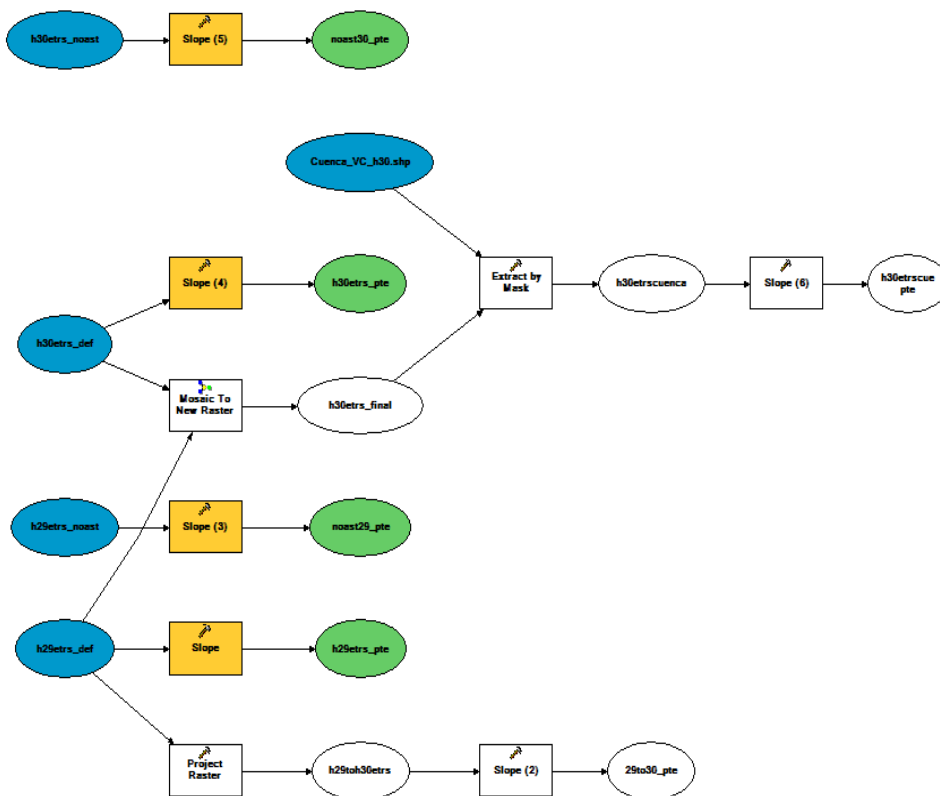 h30etrs_noast
Slope (5)
noast30_pte
Cuenca_VC_h30.shp
Slope (4)
h30etrs_pte
Extract by
Mask
h30etrscuenca
Slope (6)
h30etrscue
pte
h30etrs_def
Mosaic To
New Raster
h30etrs_final
h29etrs_noast
Slope (3)
noast29_pte
h29etrs_def
Slope
h29etrs_pte
Project
Raster
h29toh30etrs
Slope (2)
29to30_pte